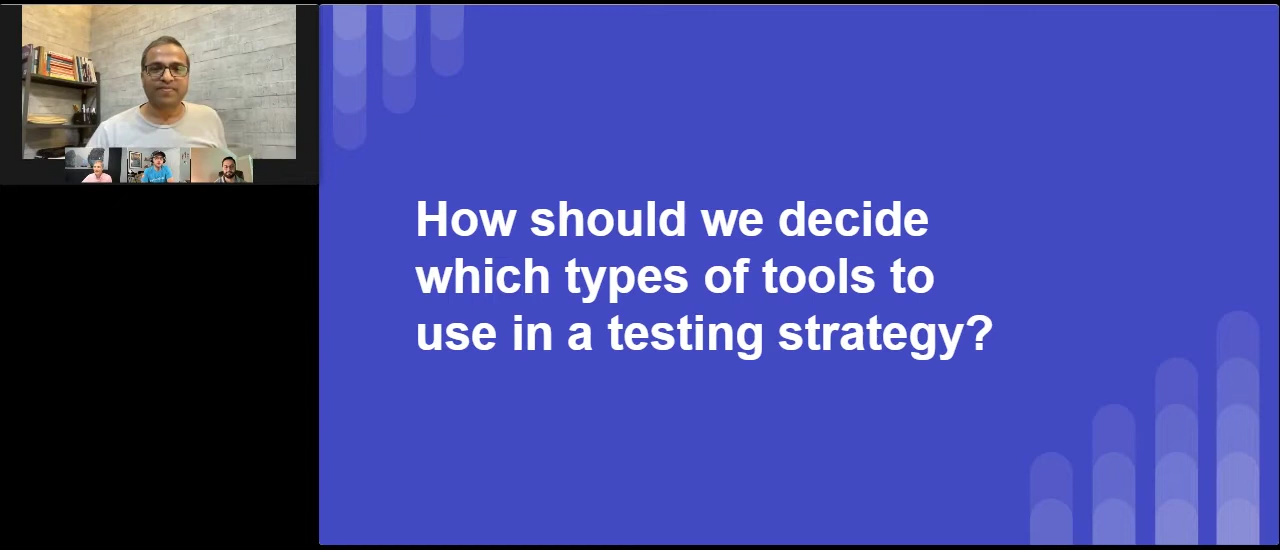 How should we decide
which types of tools to
use in a testing strategy?